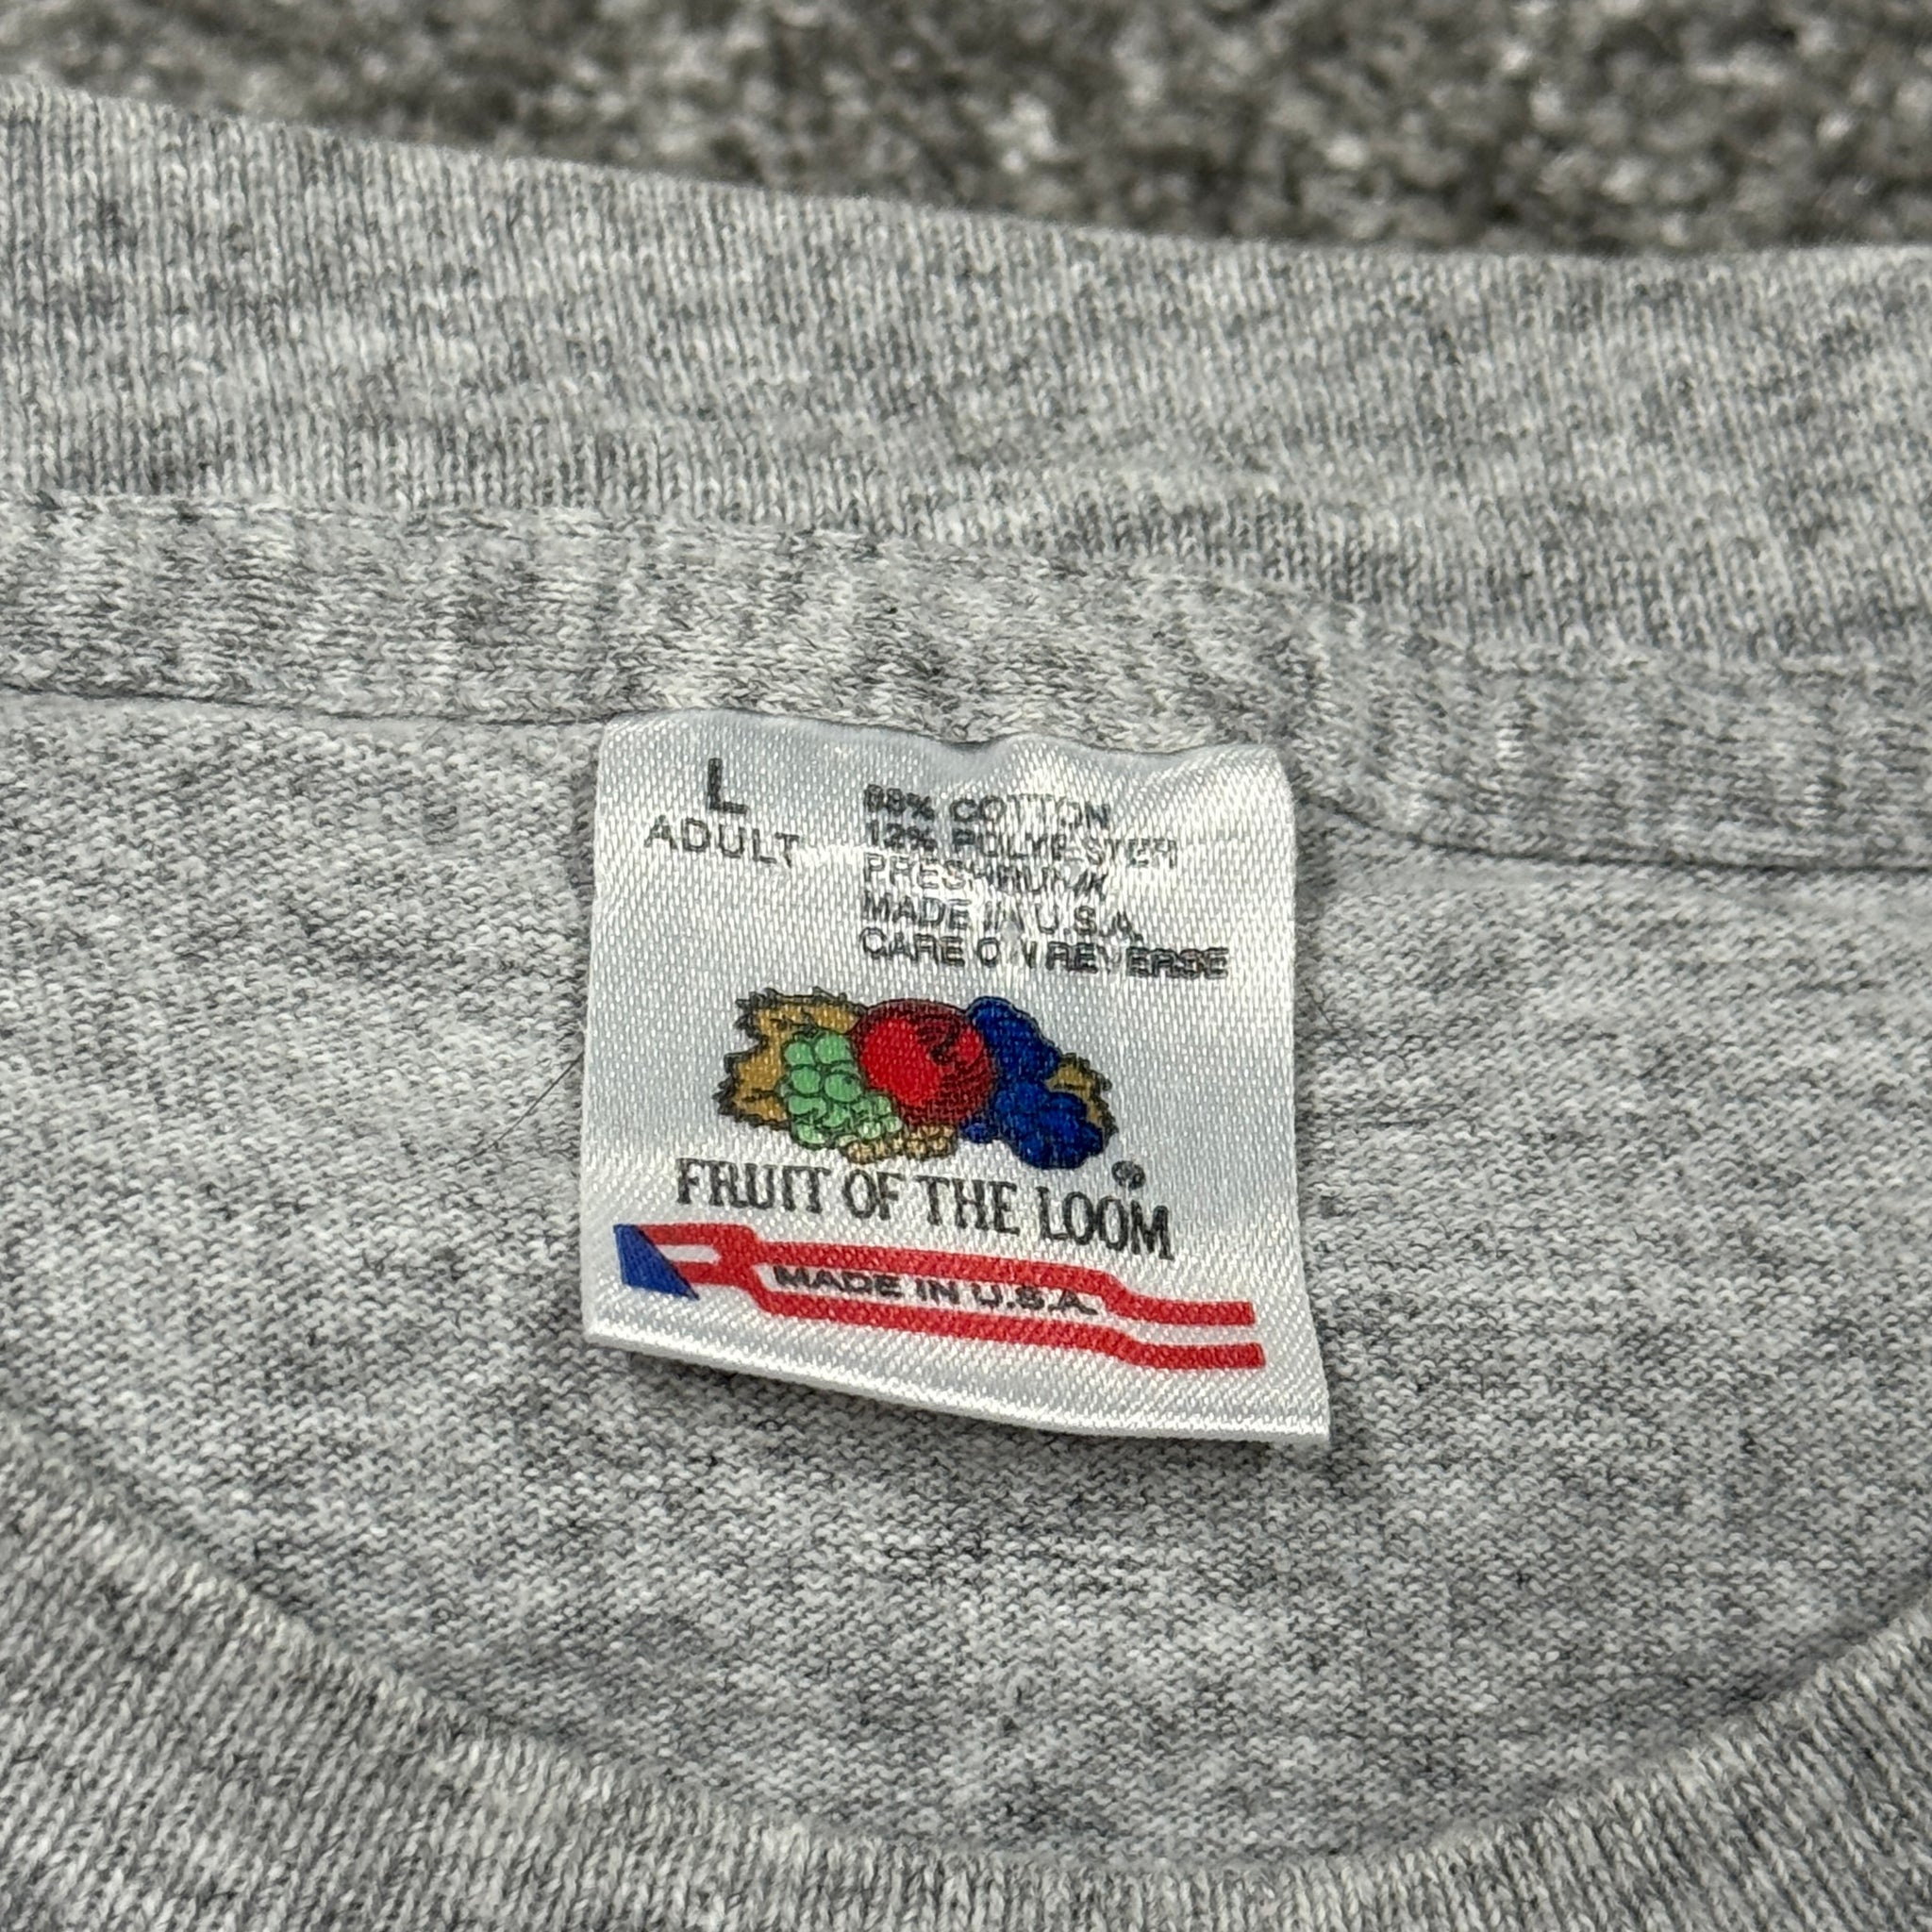 L
ADULT
88% COTTON
12% POLYESTER
PRESHRUNK
MADE IN U.S.A.
CARE ON REVERSE
®
FRUIT OF THE LOOM
MADE IN U.S.A.